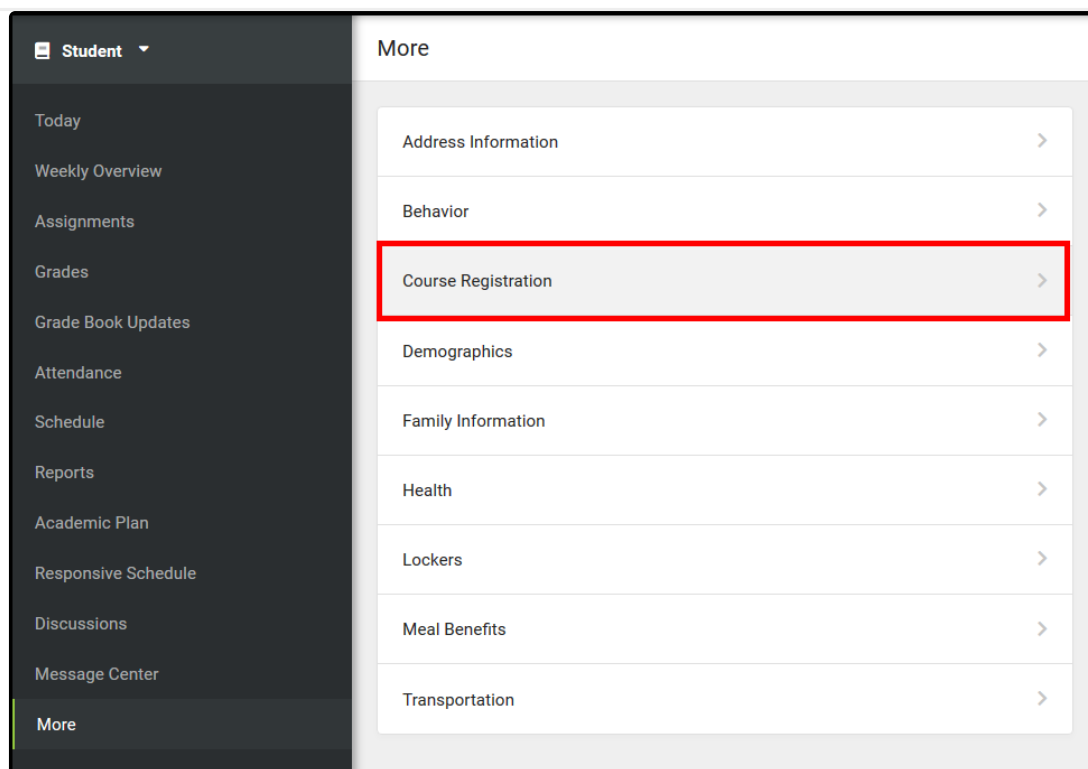 Student
Today
Weekly Overview
Assignments
Grades
Grade Book Updates
Attendance
Schedule
Reports
Academic Plan
Responsive Schedule
Discussions
Message Center
More
More
Address Information
Behavior
Course Registration
Demographics
Family Information
Health
Lockers
Meal Benefits
Transportation